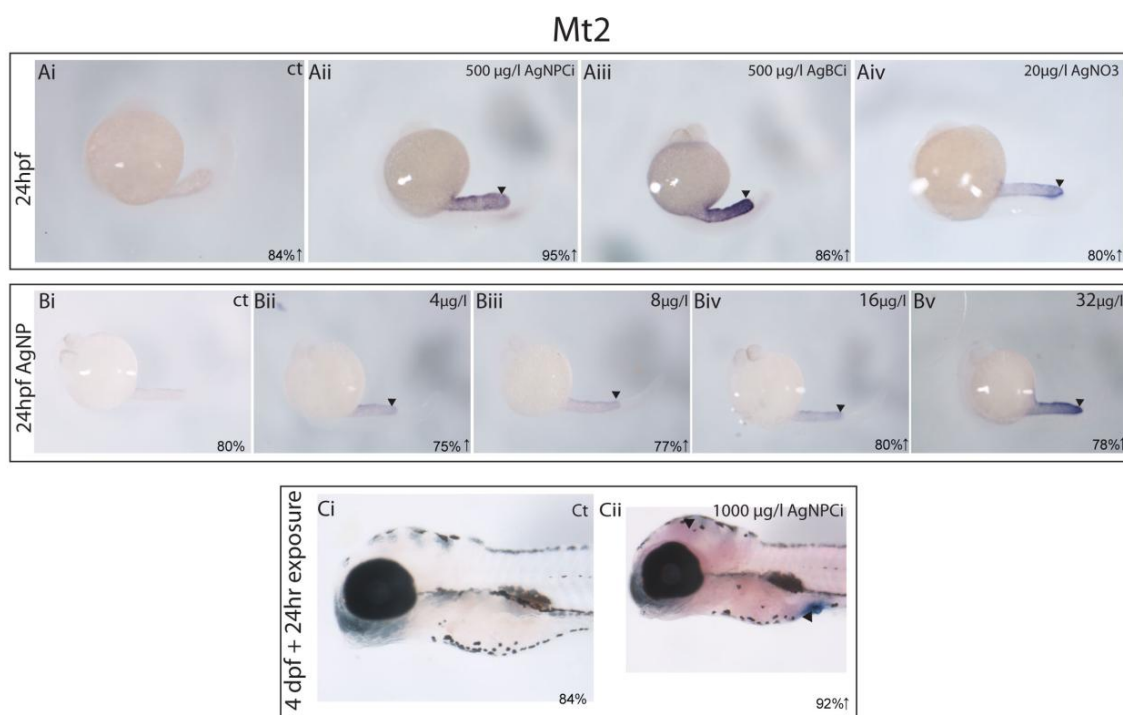 Mt2
24hpf
Ai ct
84%↑
Aii 500 µg/l AgNPCi
95%↑
Aiii 500 µg/l AgBCi
86%↑
Aiv 20µg/l AgNO3
80%↑
24hpf AgNP
Bi ct
80%
Bii 4µg/l
75%↑
Biii 8µg/l
77%↑
Biv 16µg/l
80%↑
Bv 32µg/l
78%↑
4 dpf + 24hr exposure
Ci Ct
84%
Cii 1000 µg/l AgNPCi
92%↑